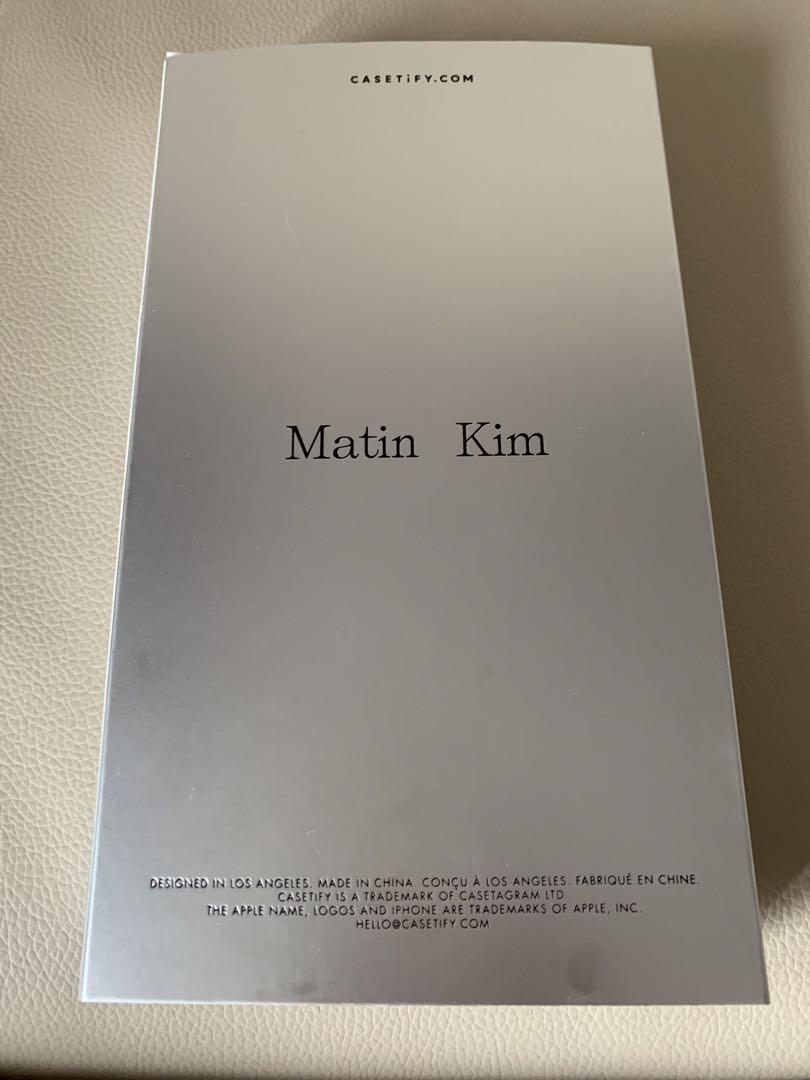 CASETiFY.COM
Matin Kim
DESIGNED IN LOS ANGELES. MADE IN CHINA. CONÇU À LOS ANGELES. FABRIQUÉ EN CHINE.
CASETIFY IS A TRADEMARK OF CASETAGRAM LTD
THE APPLE NAME, LOGOS AND IPHONE ARE TRADEMARKS OF APPLE, INC.
HELLO@CASETIFY.COM